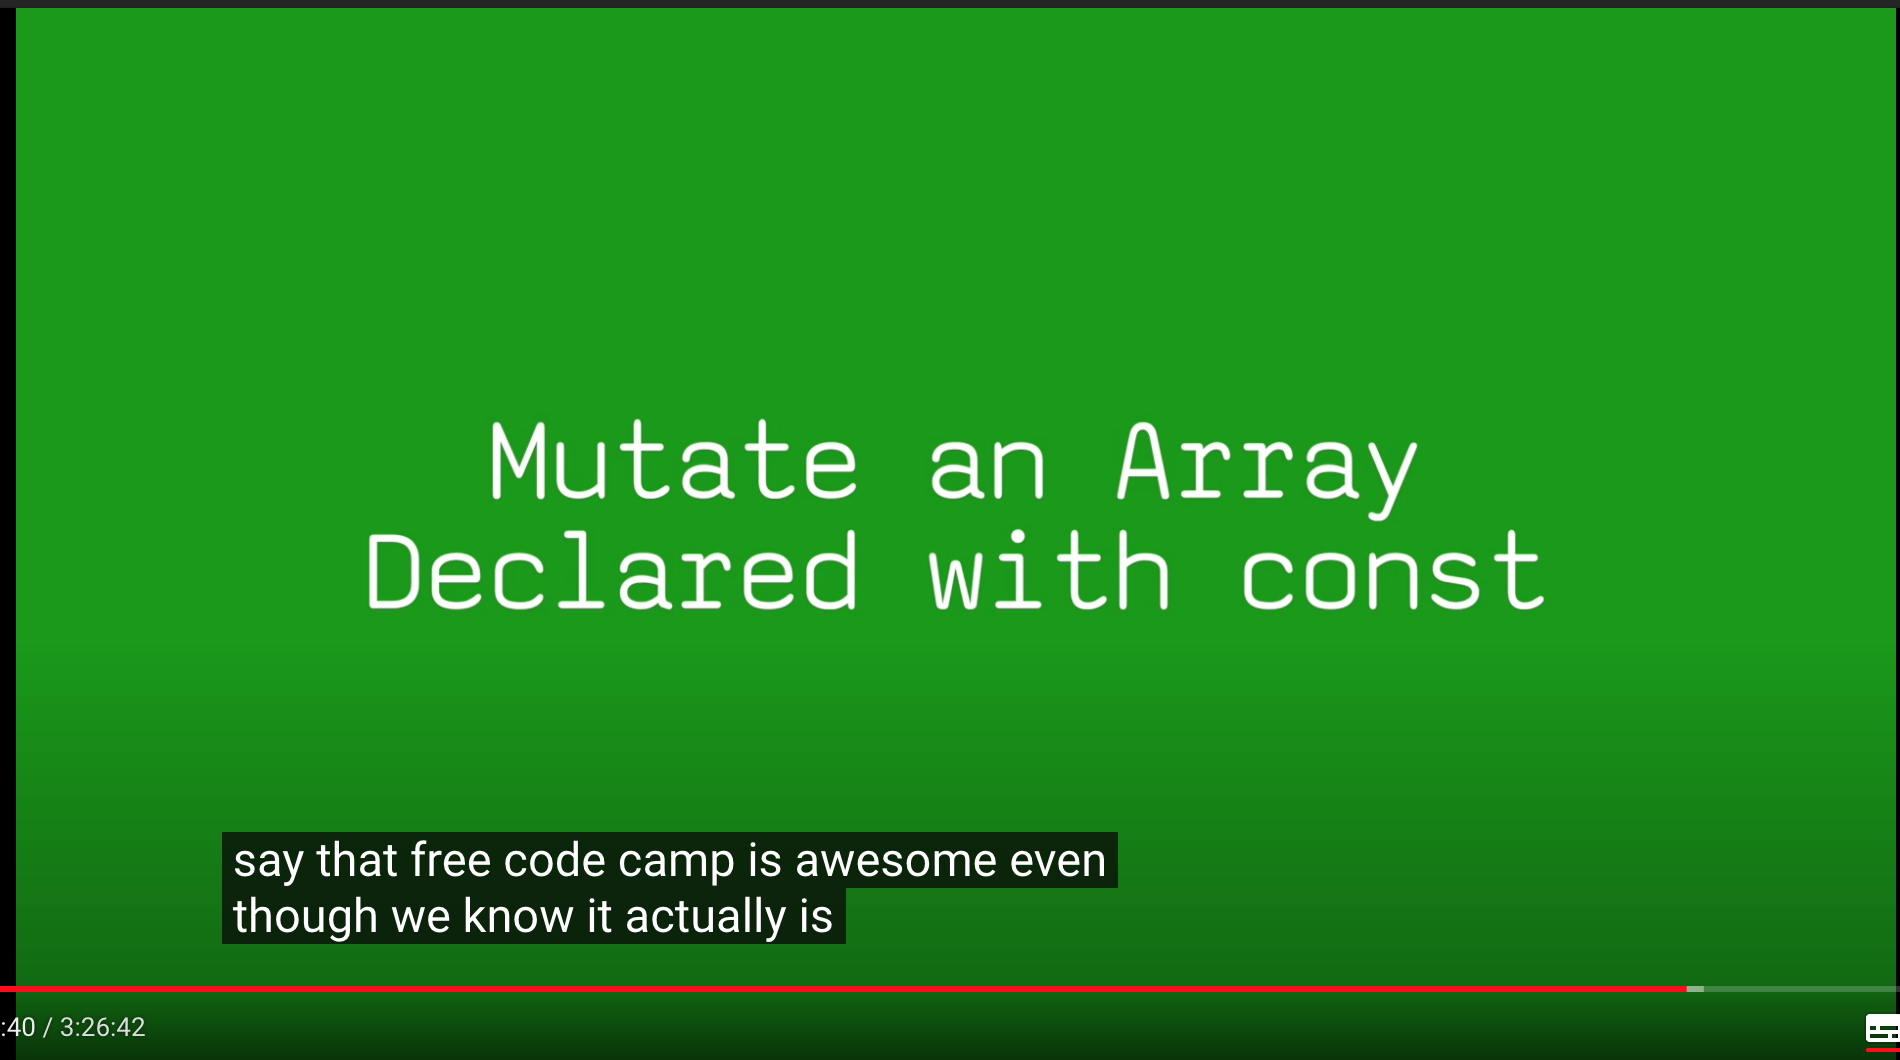 Mutate an Array
Declared with const
say that free code camp is awesome even
though we know it actually is
:40 / 3:26:42